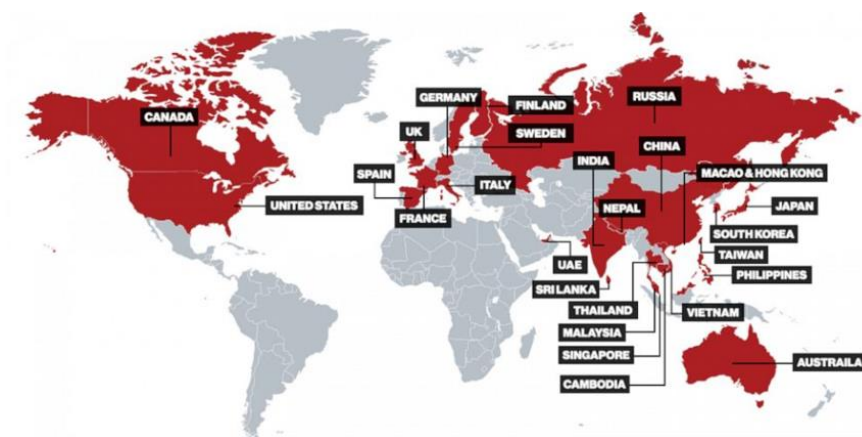 CANADA
UNITED STATES
GERMANY
FINLAND
UK
SWEDEN
SPAIN
ITALY
FRANCE
RUSSIA
CHINA
INDIA
MACAO & HONG KONG
NEPAL
JAPAN
SOUTH KOREA
TAIWAN
UAE
PHILIPPINES
SRI LANKA
THAILAND
VIETNAM
MALAYSIA
SINGAPORE
CAMBODIA
AUSTRAILA